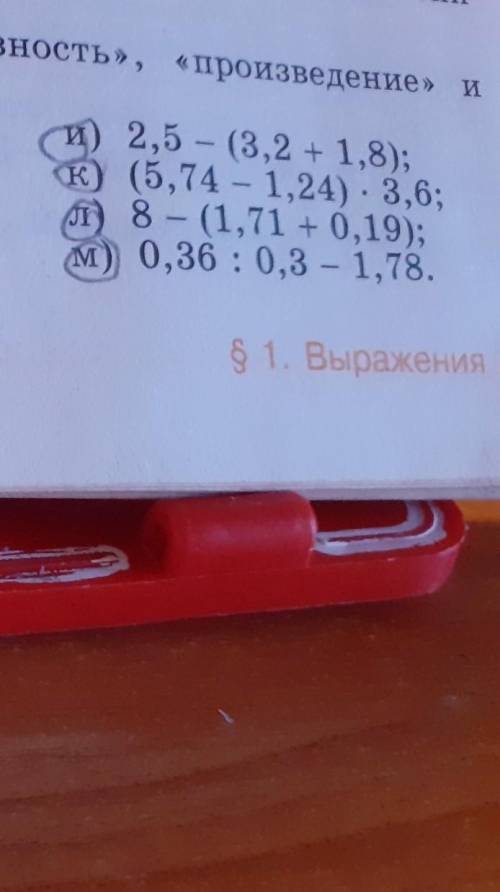 «произведение» и
и) 2,5 – (3,2 + 1,8);
к) (5,74 – 1,24) · 3,6;
л) 8 – (1,71 + 0,19);
м) 0,36 : 0,3 – 1,78.
§ 1. Выражения